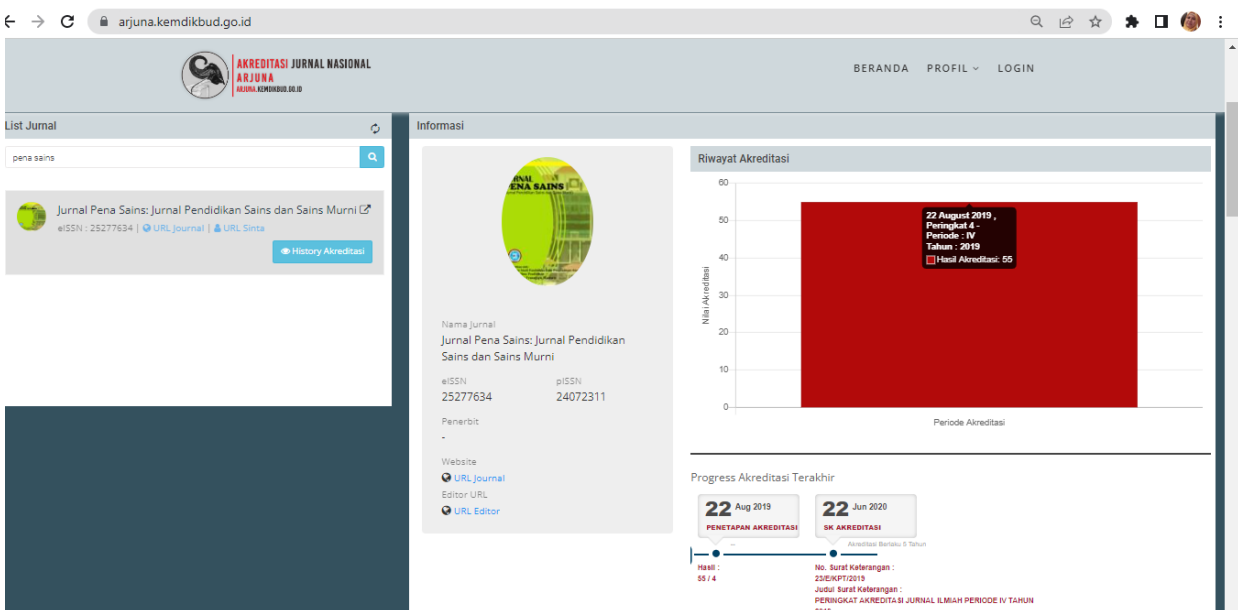 arjuna.kemdikbud.go.id
AKREDITASI JURNAL NASIONAL
ARJUNA
ARJUNA.KEMDIKBUD.GO.ID
BERANDA PROFIL LOGIN
List Jurnal
pena sains
Jurnal Pena Sains: Jurnal Pendidikan Sains dan Sains Murni
eISSN : 25277634 | URL Journal | URL Sinta
History Akreditasi
Informasi
JURNAL
PENA SAINS
Nama Jurnal
Jurnal Pena Sains: Jurnal Pendidikan
Sains dan Sains Murni
eISSN pISSN
25277634 24072311
Penerbit
-
Website
URL Journal
Editor URL
URL Editor
Riwayat Akreditasi
60
50
40
30
20
10
0
Nilai Akreditasi
22 August 2019 ,
Peringkat 4 -
Periode : IV
Tahun : 2019
Hasil Akreditasi: 55
Periode Akreditasi
Progress Akreditasi Terakhir
22 Aug 2019
PENETAPAN AKREDITASI
22 Jun 2020
SK AKREDITASI
Akreditasi Berlaku 5 Tahun
Hasil :
55 / 4
No. Surat Keterangan :
23/E/KPT/2019
Judul Surat Keterangan :
PERINGKAT AKREDITASI JURNAL ILMIAH PERIODE IV TAHUN